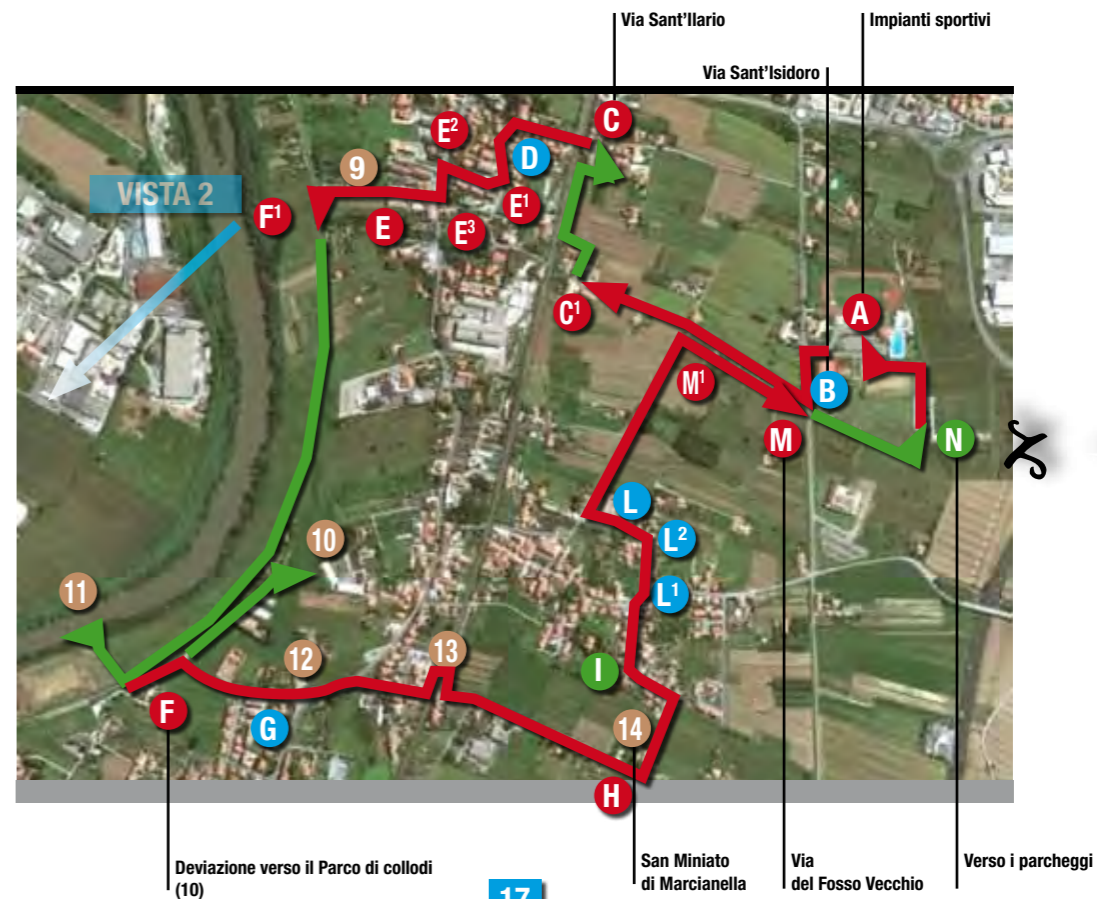 Via Sant'Ilario
Impianti sportivi
Via Sant'Isidoro
C
E²
D
9
VISTA 2
F¹
E
E³
E¹
C¹
A
M¹
B
M
N
L
L²
10
L¹
11
13
12
I
F
G
14
H
Deviazione verso il Parco di collodi
(10)
San Miniato
di Marcianella
Via
del Fosso Vecchio
Verso i parcheggi
17